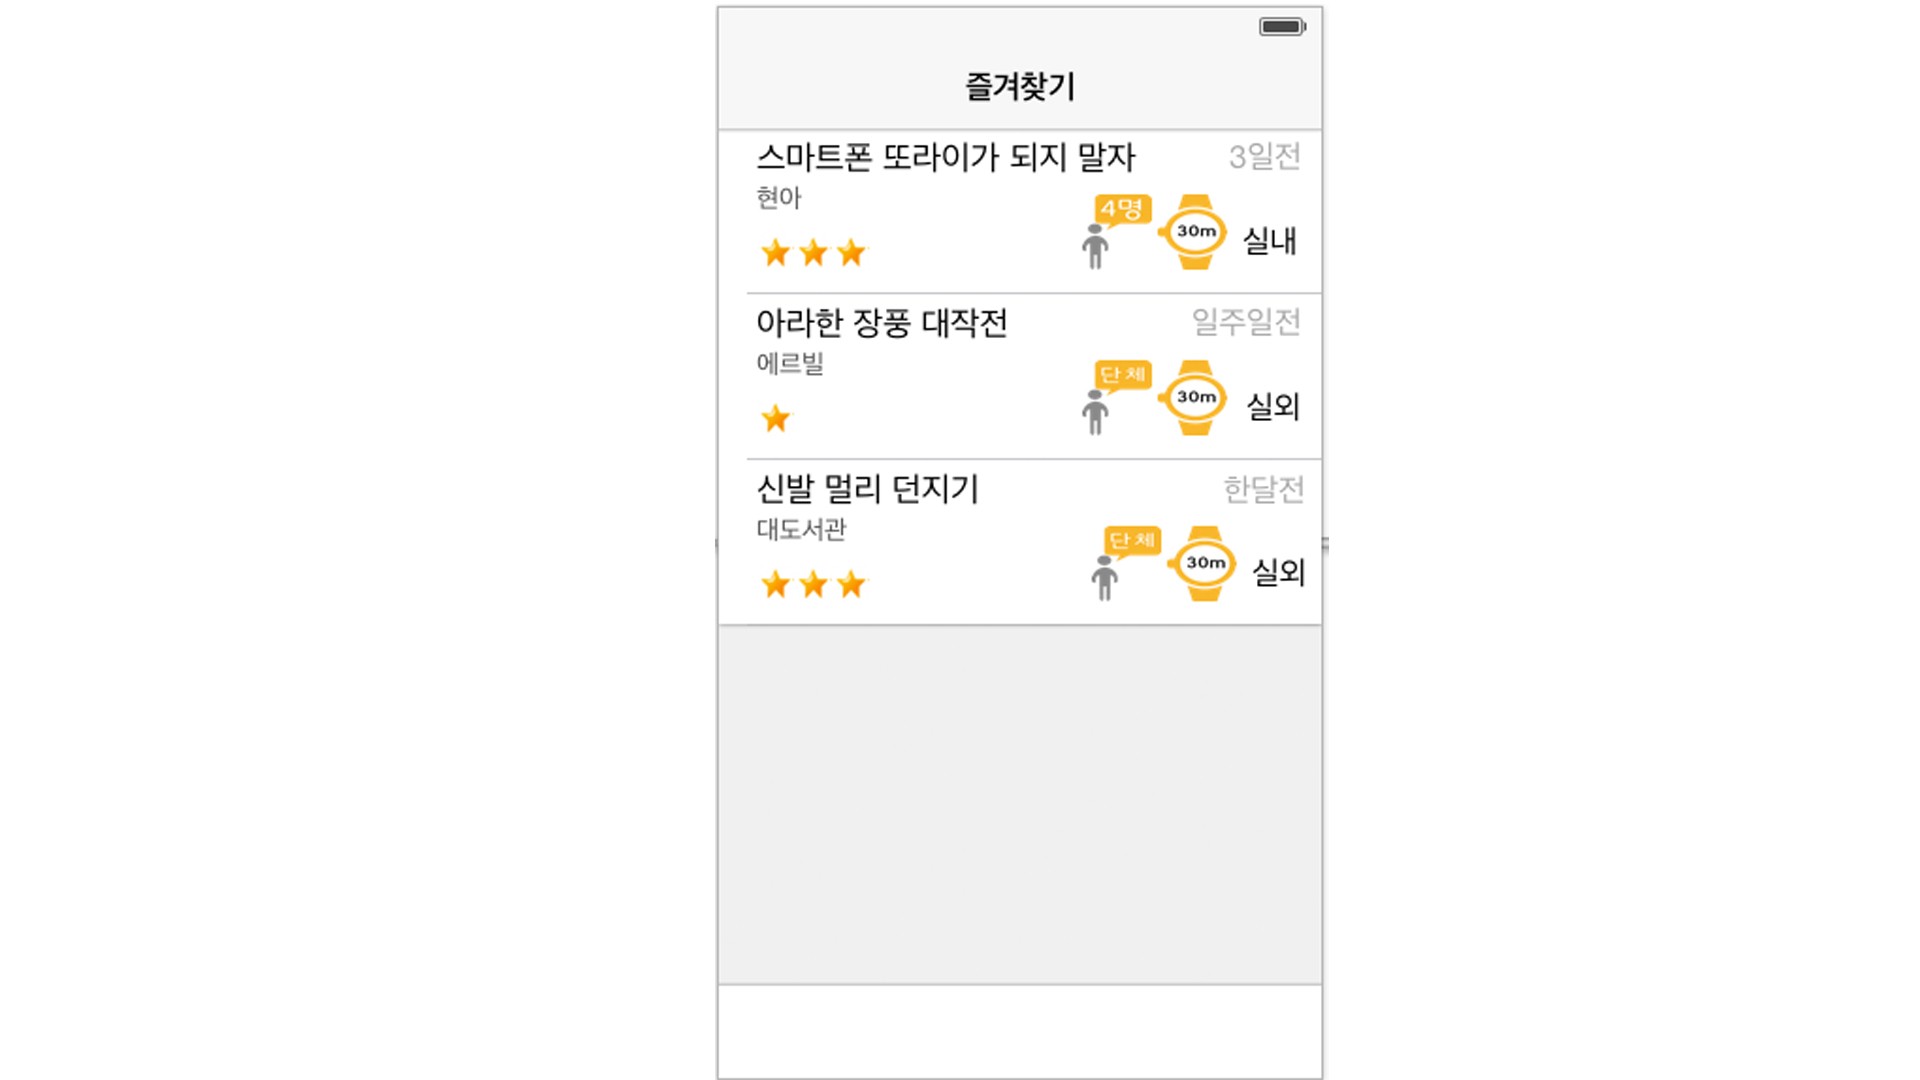 즐겨찾기
스마트폰 또라이가 되지 말자 3일전
현아
4명 30m 실내
아라한 장풍 대작전 일주일전
에르빌
단체 30m 실외
신발 멀리 던지기 한달전
대도서관
단체 30m 실외